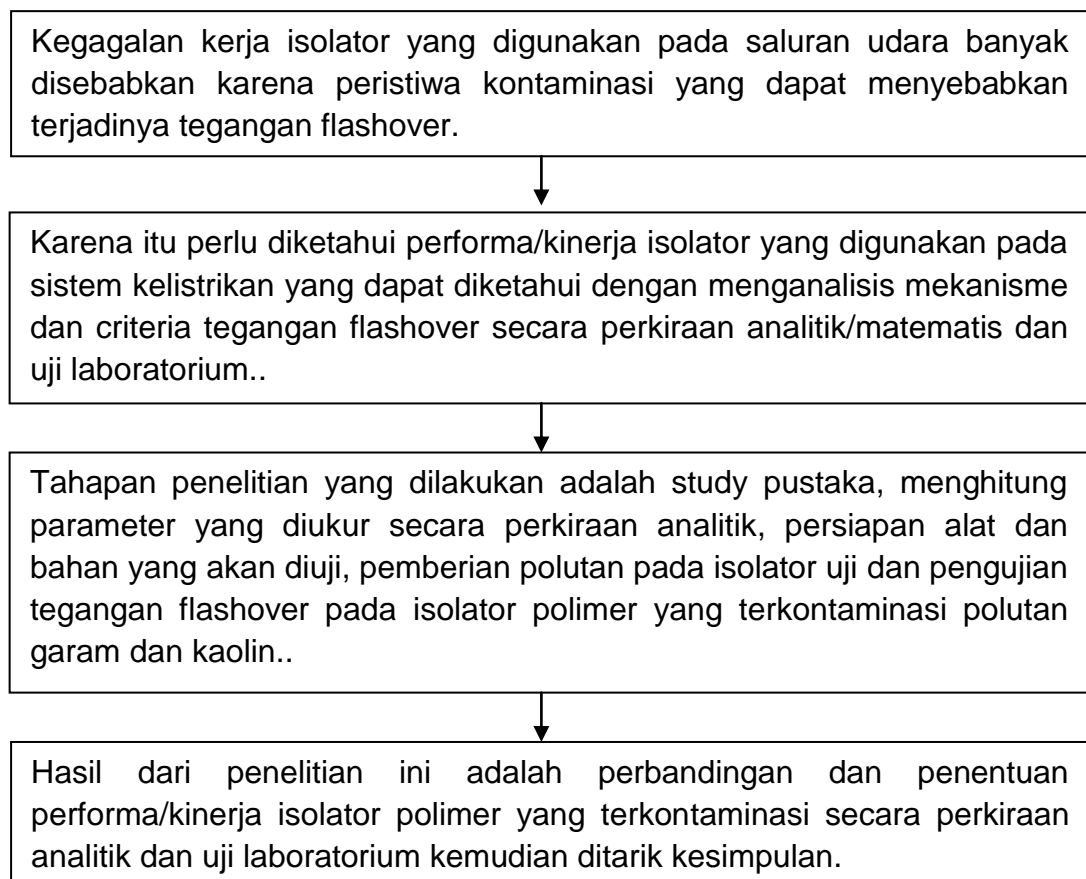 Kegagalan kerja isolator yang digunakan pada saluran udara banyak
disebabkan karena peristiwa kontaminasi yang dapat menyebabkan
terjadinya tegangan flashover.
Karena itu perlu diketahui performa/kinerja isolator yang digunakan pada
sistem kelistrikan yang dapat diketahui dengan menganalisis mekanisme
dan criteria tegangan flashover secara perkiraan analitik/matematis dan
uji laboratorium..
Tahapan penelitian yang dilakukan adalah study pustaka, menghitung
parameter yang diukur secara perkiraan analitik, persiapan alat dan
bahan yang akan diuji, pemberian polutan pada isolator uji dan pengujian
tegangan flashover pada isolator polimer yang terkontaminasi polutan
garam dan kaolin..
Hasil dari penelitian ini adalah perbandingan dan penentuan
performa/kinerja isolator polimer yang terkontaminasi secara perkiraan
analitik dan uji laboratorium kemudian ditarik kesimpulan.